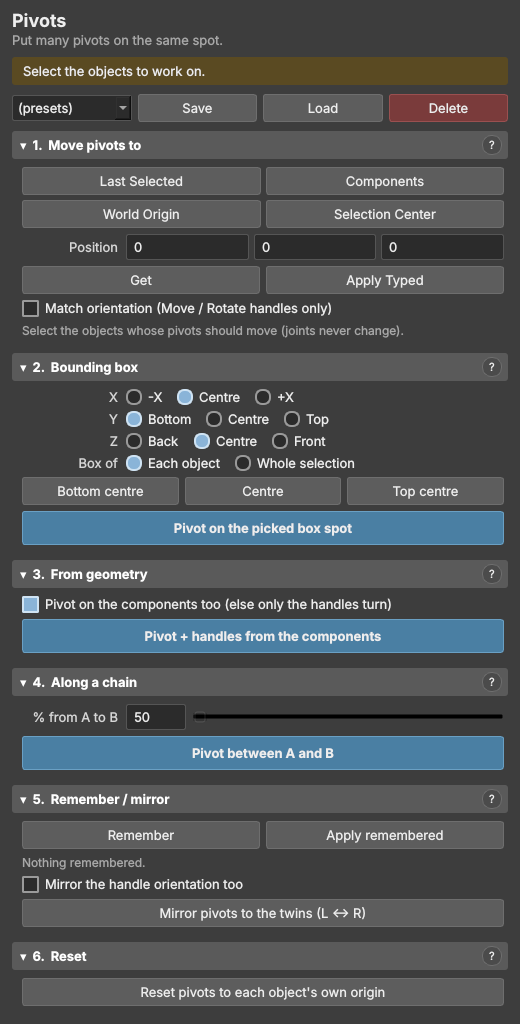 Pivots
Put many pivots on the same spot.
Select the objects to work on.
(presets) Save Load Delete
▾ 1. Move pivots to ?
Last Selected Components
World Origin Selection Center
Position 0 0 0
Get Apply Typed
Match orientation (Move / Rotate handles only)
Select the objects whose pivots should move (joints never change).
▾ 2. Bounding box ?
X -X Centre +X
Y Bottom Centre Top
Z Back Centre Front
Box of Each object Whole selection
Bottom centre Centre Top centre
Pivot on the picked box spot
▾ 3. From geometry ?
Pivot on the components too (else only the handles turn)
Pivot + handles from the components
▾ 4. Along a chain ?
% from A to B 50
Pivot between A and B
▾ 5. Remember / mirror ?
Remember Apply remembered
Nothing remembered.
Mirror the handle orientation too
Mirror pivots to the twins (L ↔ R)
▾ 6. Reset ?
Reset pivots to each object's own origin